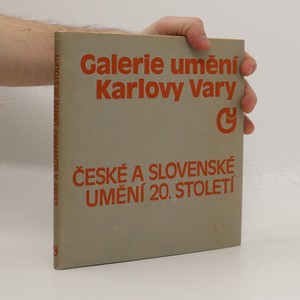 Galerie umění
Karlovy Vary
ČESKÉ A SLOVENSKÉ
UMĚNÍ 20. STOLETÍ
ČESKÉ A SLOVENSKÉ UMĚNÍ 20. STOLETÍ